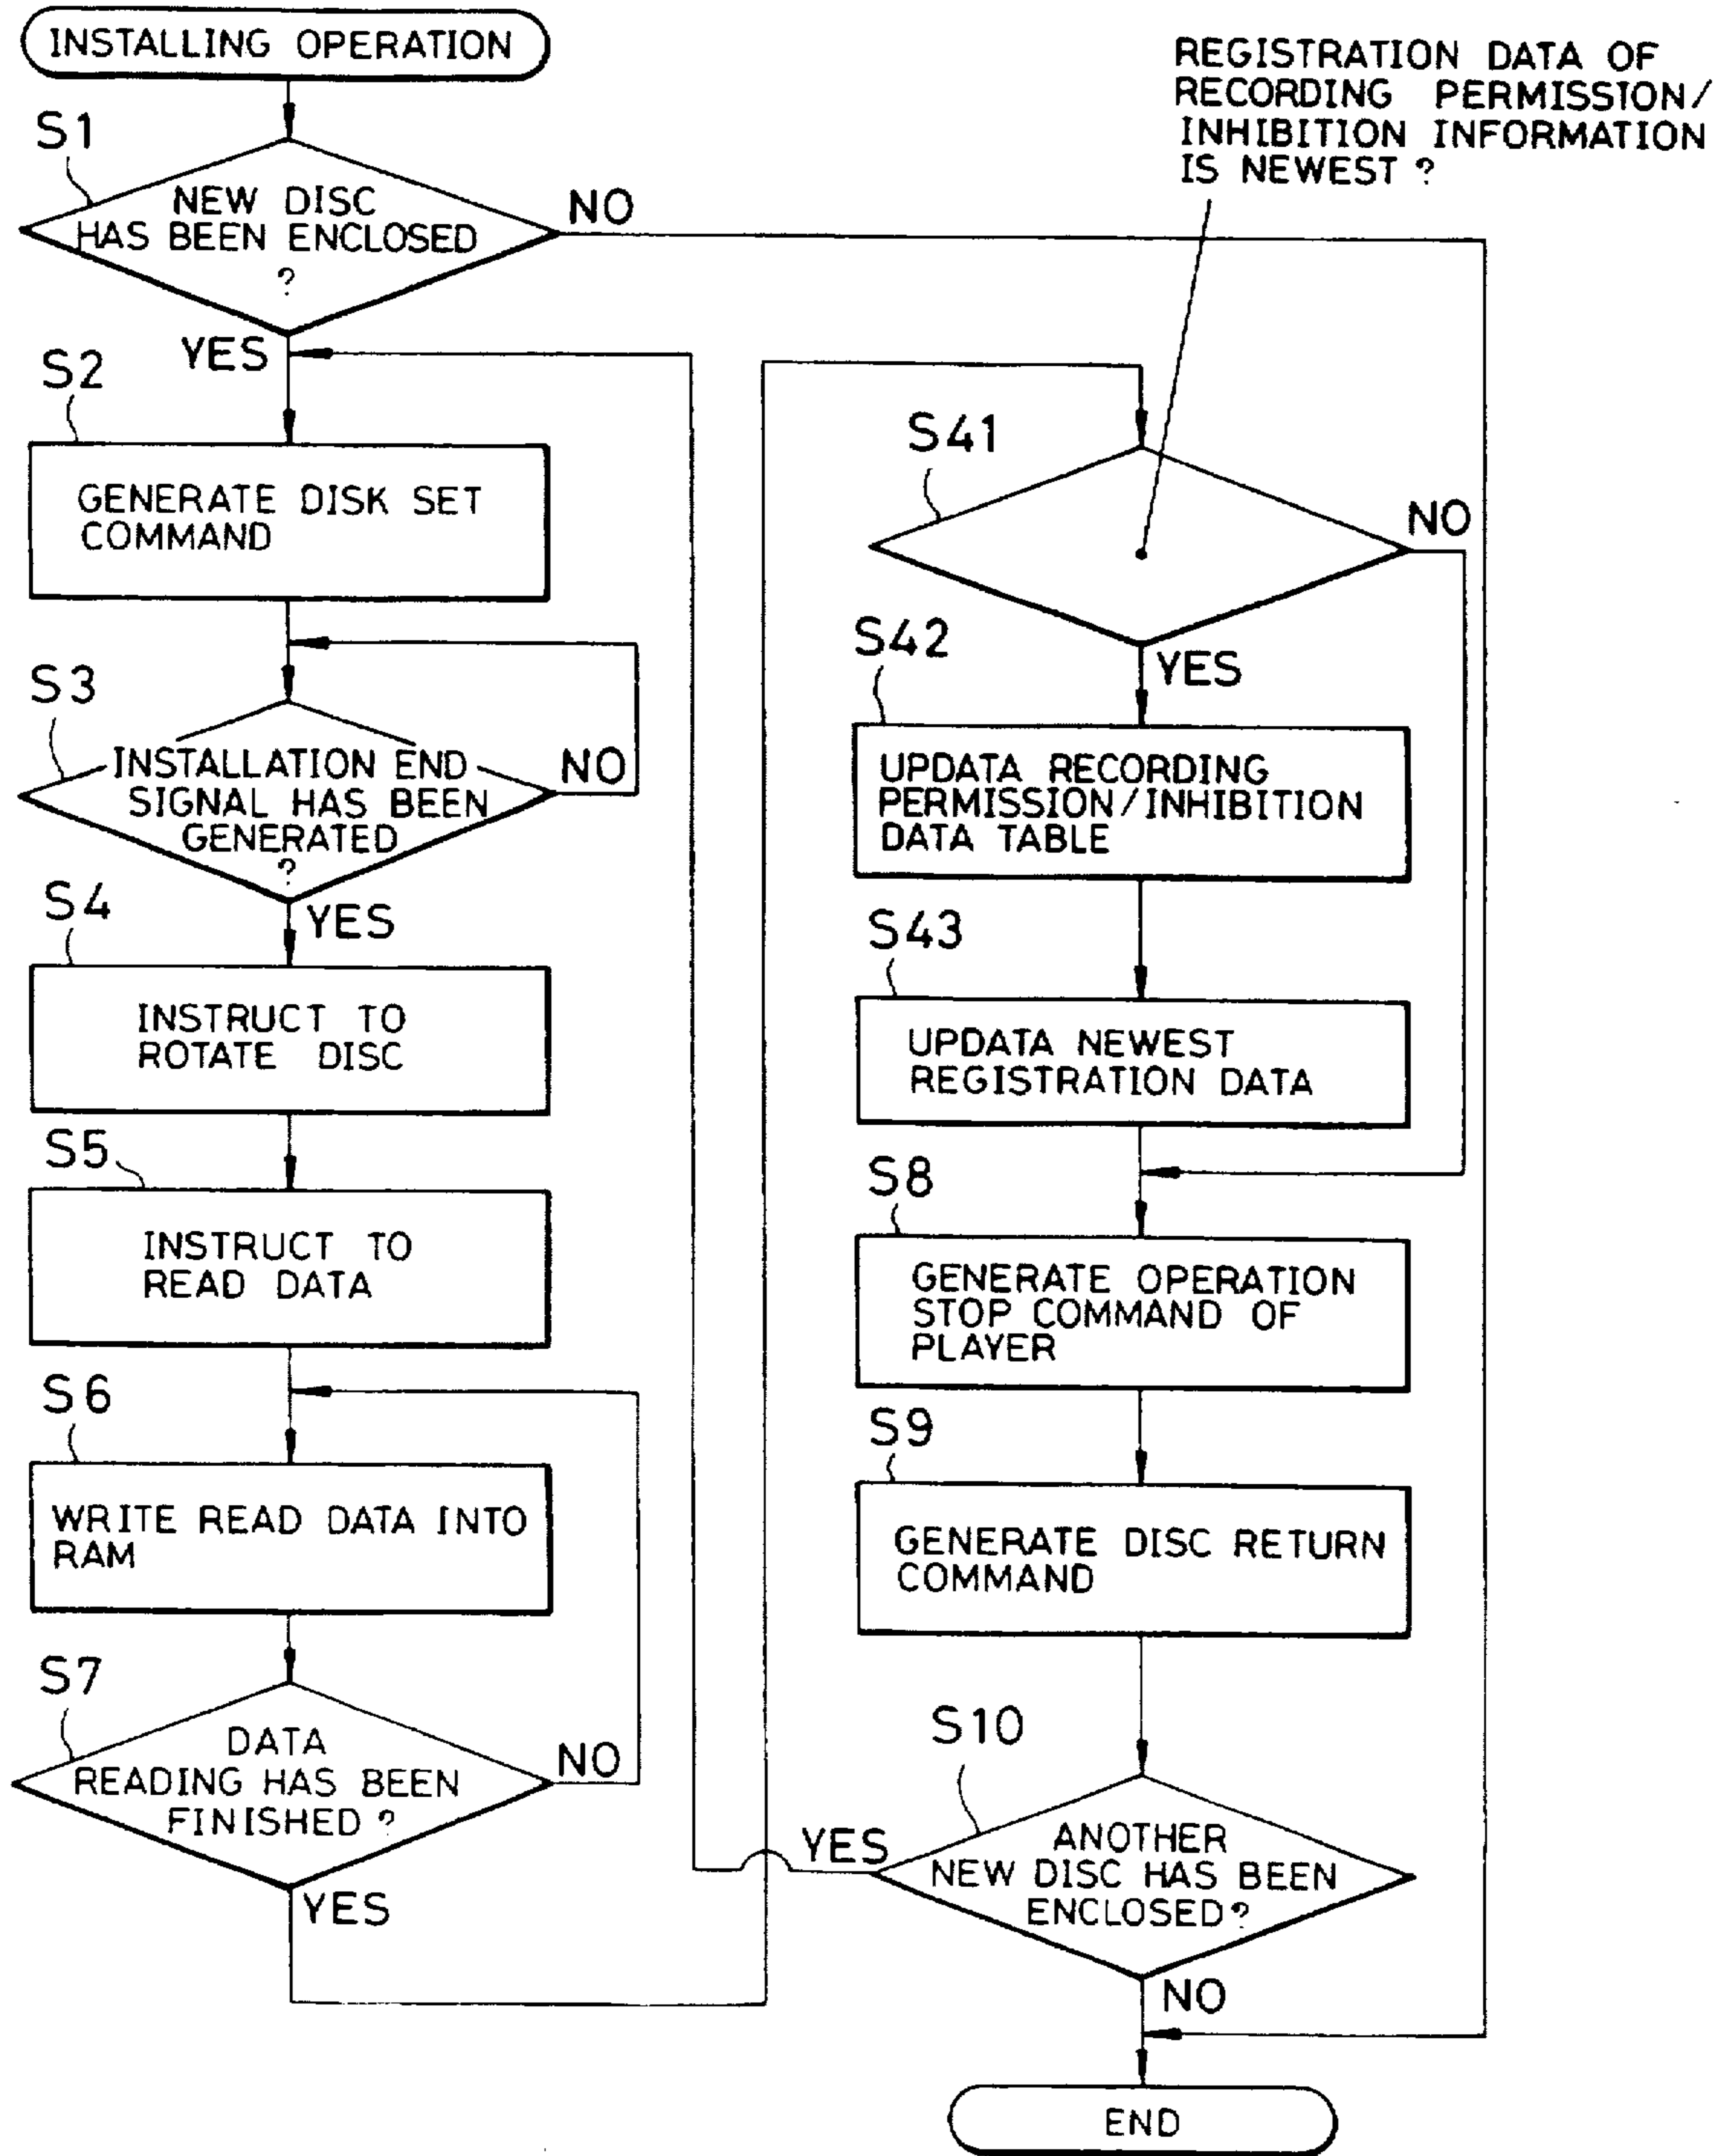 INSTALLING OPERATION
S1
NEW DISC
HAS BEEN ENCLOSED
?
NO
YES
S2
GENERATE DISK SET
COMMAND
S3
INSTALLATION END
SIGNAL HAS BEEN
GENERATED
?
NO
S4
YES
INSTRUCT TO
ROTATE DISC
S5
INSTRUCT TO
READ DATA
S6
WRITE READ DATA INTO
RAM
S7
DATA
READING HAS BEEN
FINISHED?
NO
YES
REGISTRATION DATA OF
RECORDING PERMISSION/
INHIBITION INFORMATION
IS NEWEST?
S41
NO
YES
S42
UPDATA RECORDING
PERMISSION/INHIBITION
DATA TABLE
S43
UPDATA NEWEST
REGISTRATION DATA
S8
GENERATE OPERATION
STOP COMMAND OF
PLAYER
S9
GENERATE DISC RETURN
COMMAND
S10
YES
ANOTHER
NEW DISC HAS BEEN
ENCLOSED?
NO
END